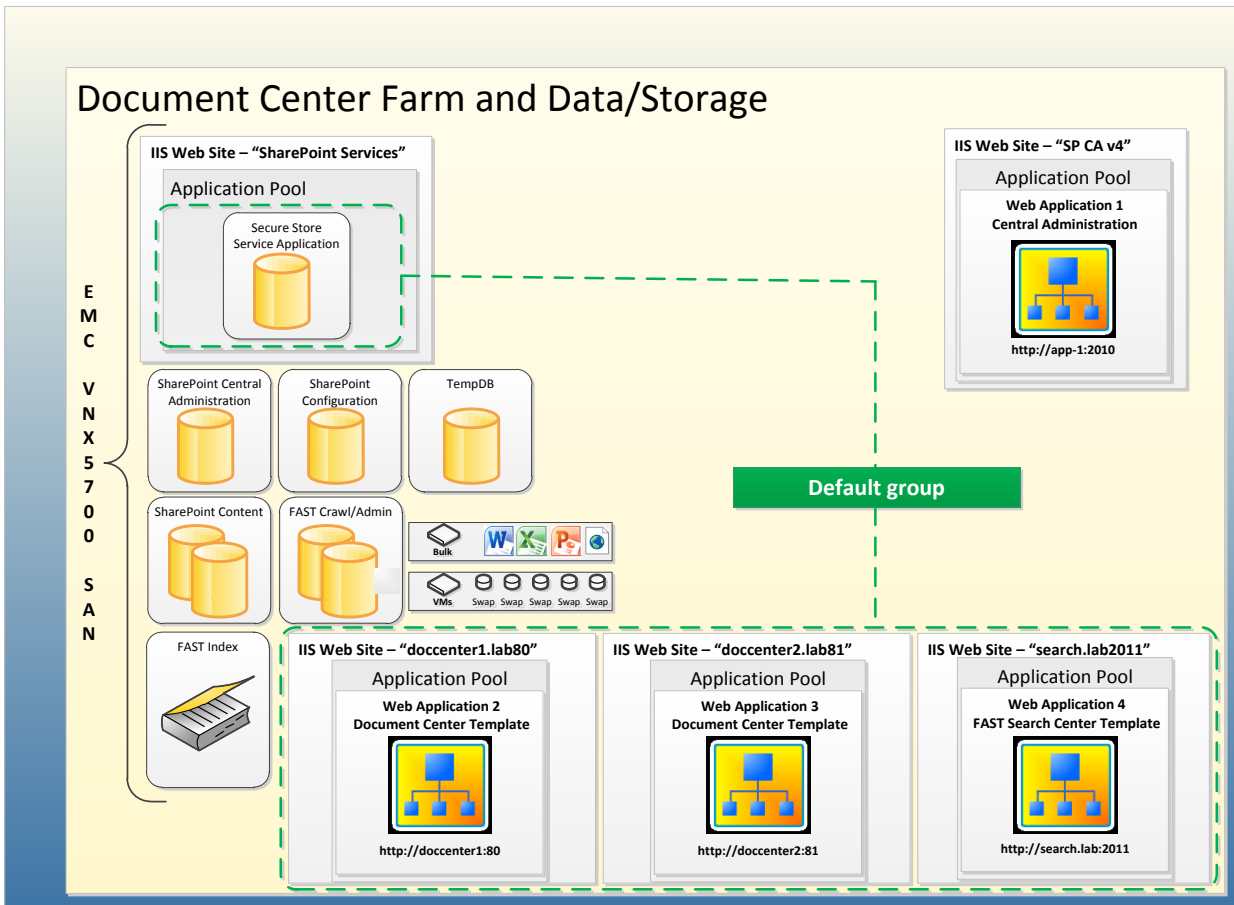 Document Center Farm and Data/Storage
IIS Web Site – “SharePoint Services”
Application Pool
Secure Store
Service Application
IIS Web Site – “SP CA v4”
Application Pool
Web Application 1
Central Administration
http://app-1:2010
E
M
C
V
N
X
5
7
0
0
S
A
N
SharePoint Central
Administration
SharePoint
Configuration
TempDB
Default group
SharePoint Content
FAST Crawl/Admin
Bulk
W X P
VMs
Swap Swap Swap Swap Swap
FAST Index
IIS Web Site – “doccenter1.lab80”
Application Pool
Web Application 2
Document Center Template
http://doccenter1:80
IIS Web Site – “doccenter2.lab81”
Application Pool
Web Application 3
Document Center Template
http://doccenter2:81
IIS Web Site – “search.lab2011”
Application Pool
Web Application 4
FAST Search Center Template
http://search.lab:2011